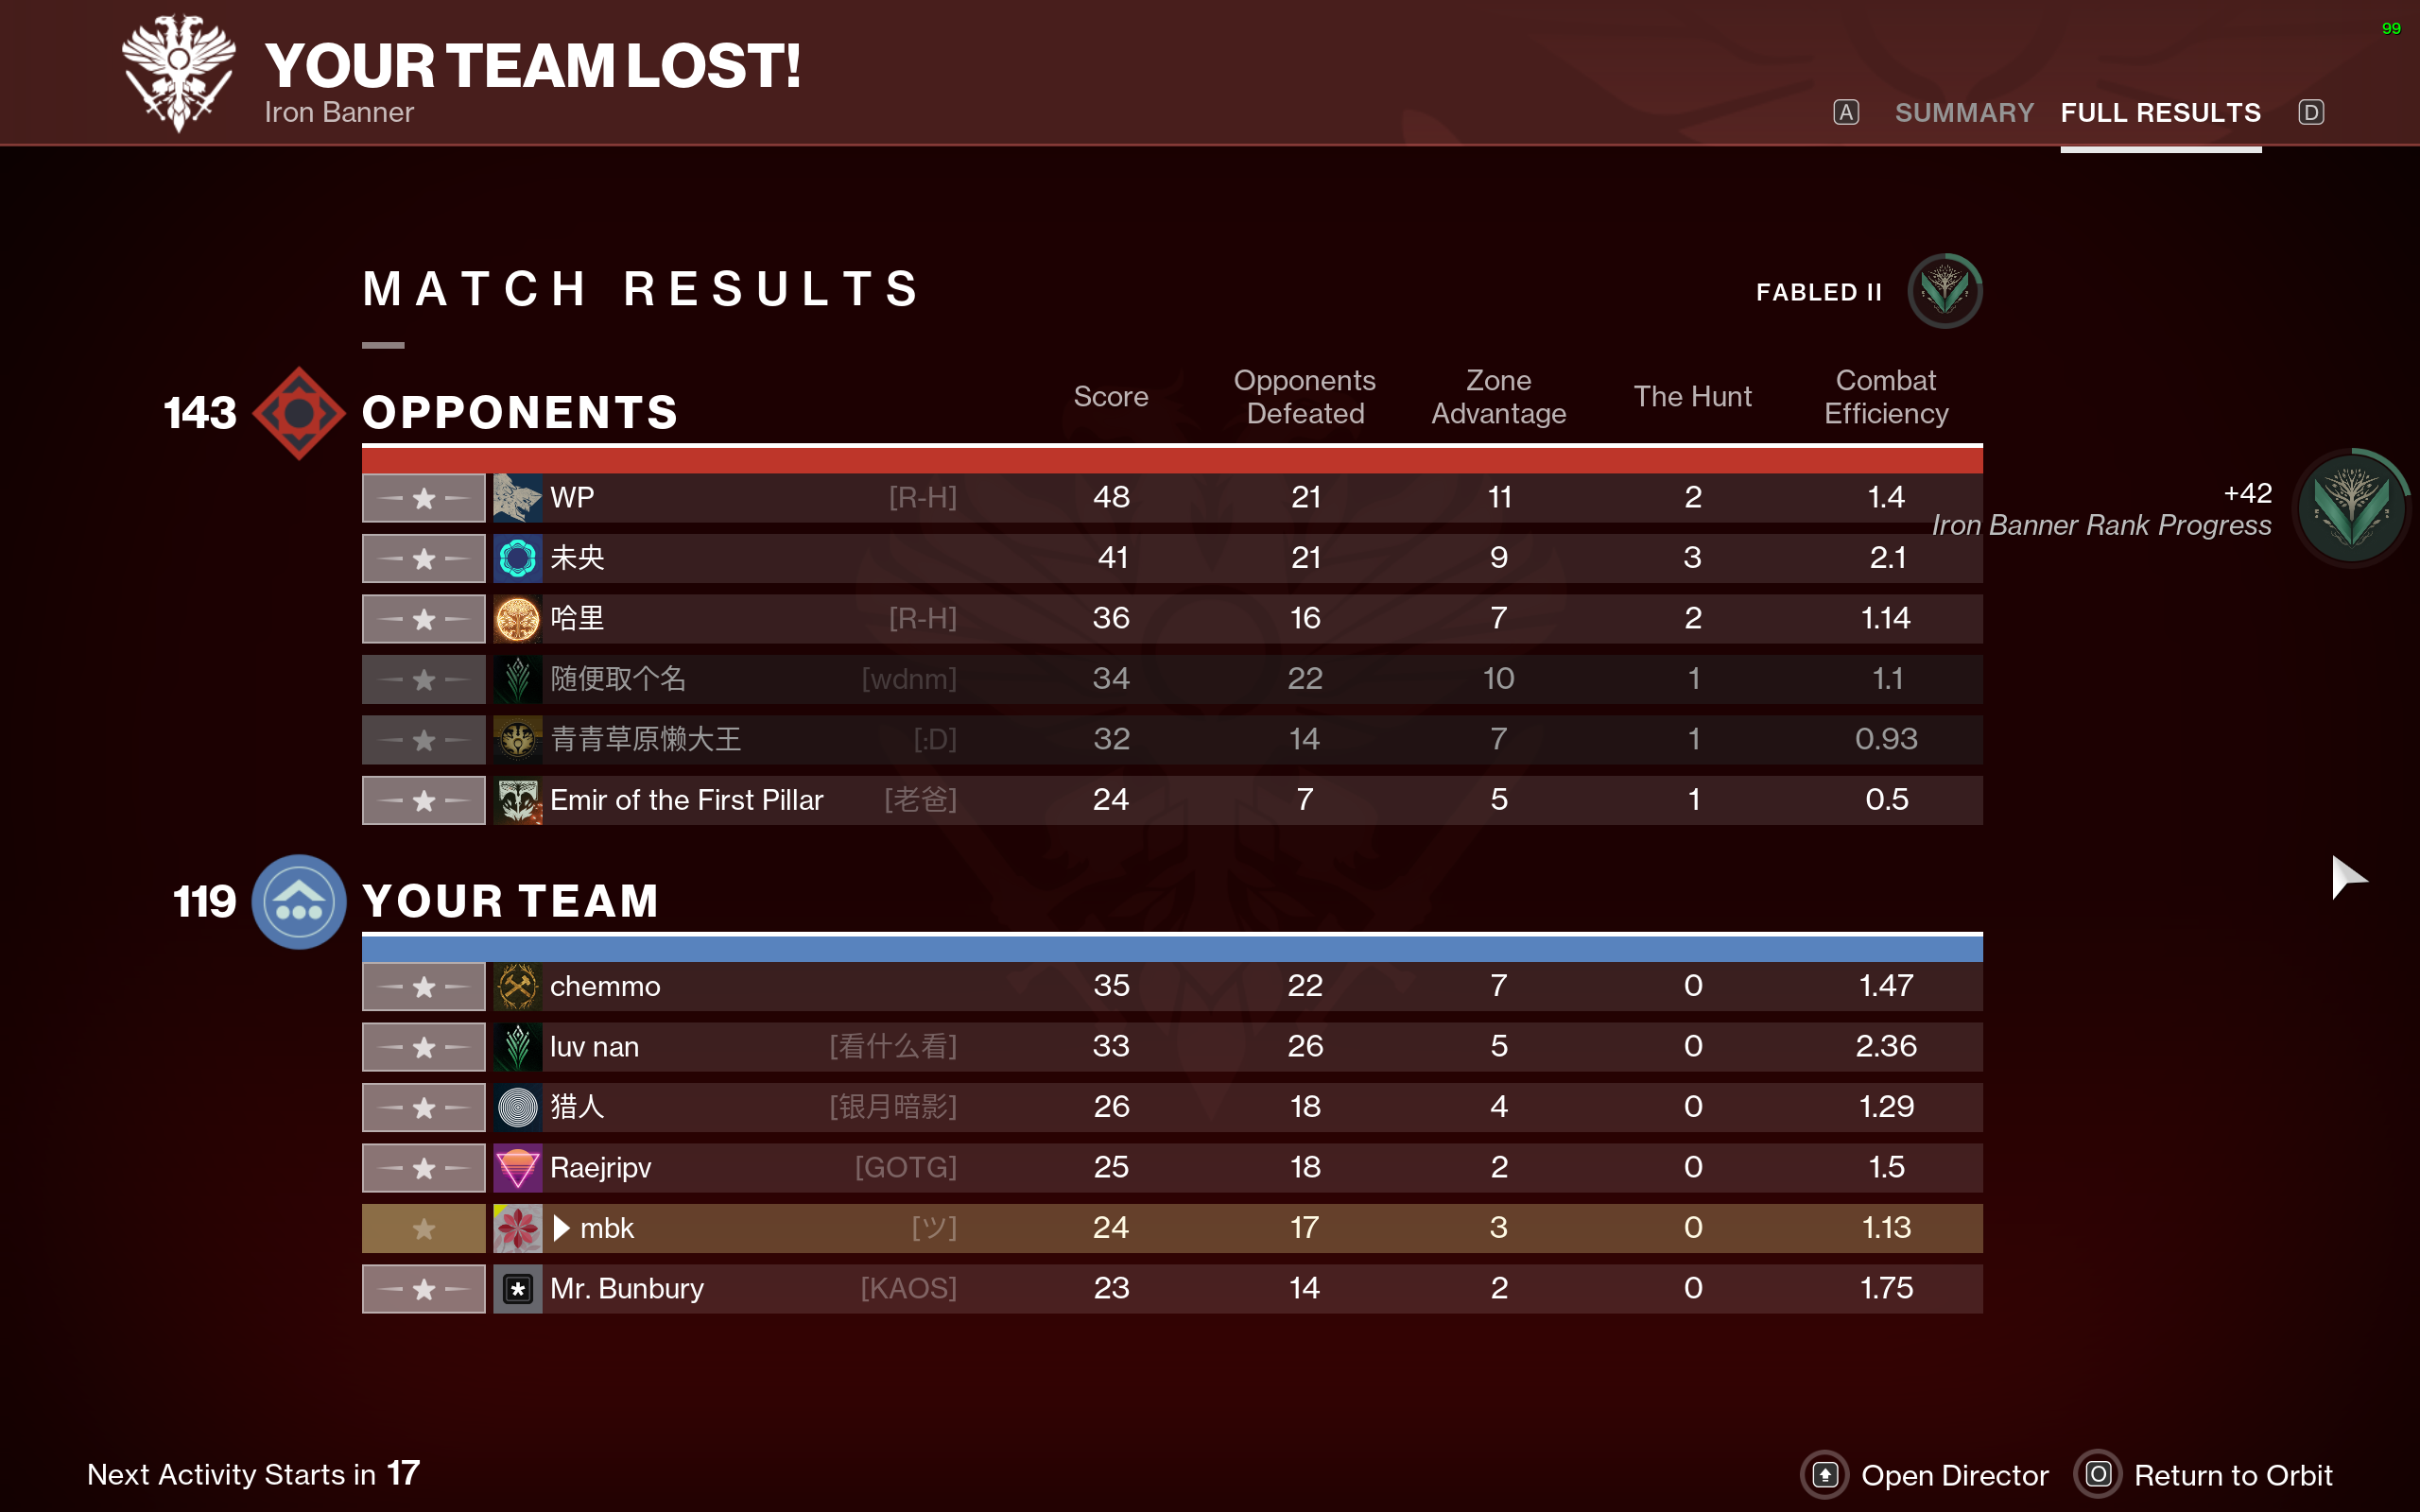 99
YOUR TEAM LOST!
Iron Banner
A SUMMARY FULL RESULTS D
MATCH RESULTS
FABLED II
143 OPPONENTS Score Opponents Defeated Zone Advantage The Hunt Combat Efficiency
WP [R-H] 48 21 11 2 1.4
+42
Iron Banner Rank Progress
未央 41 21 9 3 2.1
哈里 [R-H] 36 16 7 2 1.14
随便取个名 [wdnm] 34 22 10 1 1.1
青青草原懒大王 [:D] 32 14 7 1 0.93
Emir of the First Pillar [老爸] 24 7 5 1 0.5
119 YOUR TEAM
chemmo 35 22 7 0 1.47
luv nan [看什么看] 33 26 5 0 2.36
猎人 [银月暗影] 26 18 4 0 1.29
Raejripv [GOTG] 25 18 2 0 1.5
mbk [ツ] 24 17 3 0 1.13
Mr. Bunbury [KAOS] 23 14 2 0 1.75
Next Activity Starts in 17
Open Director O Return to Orbit